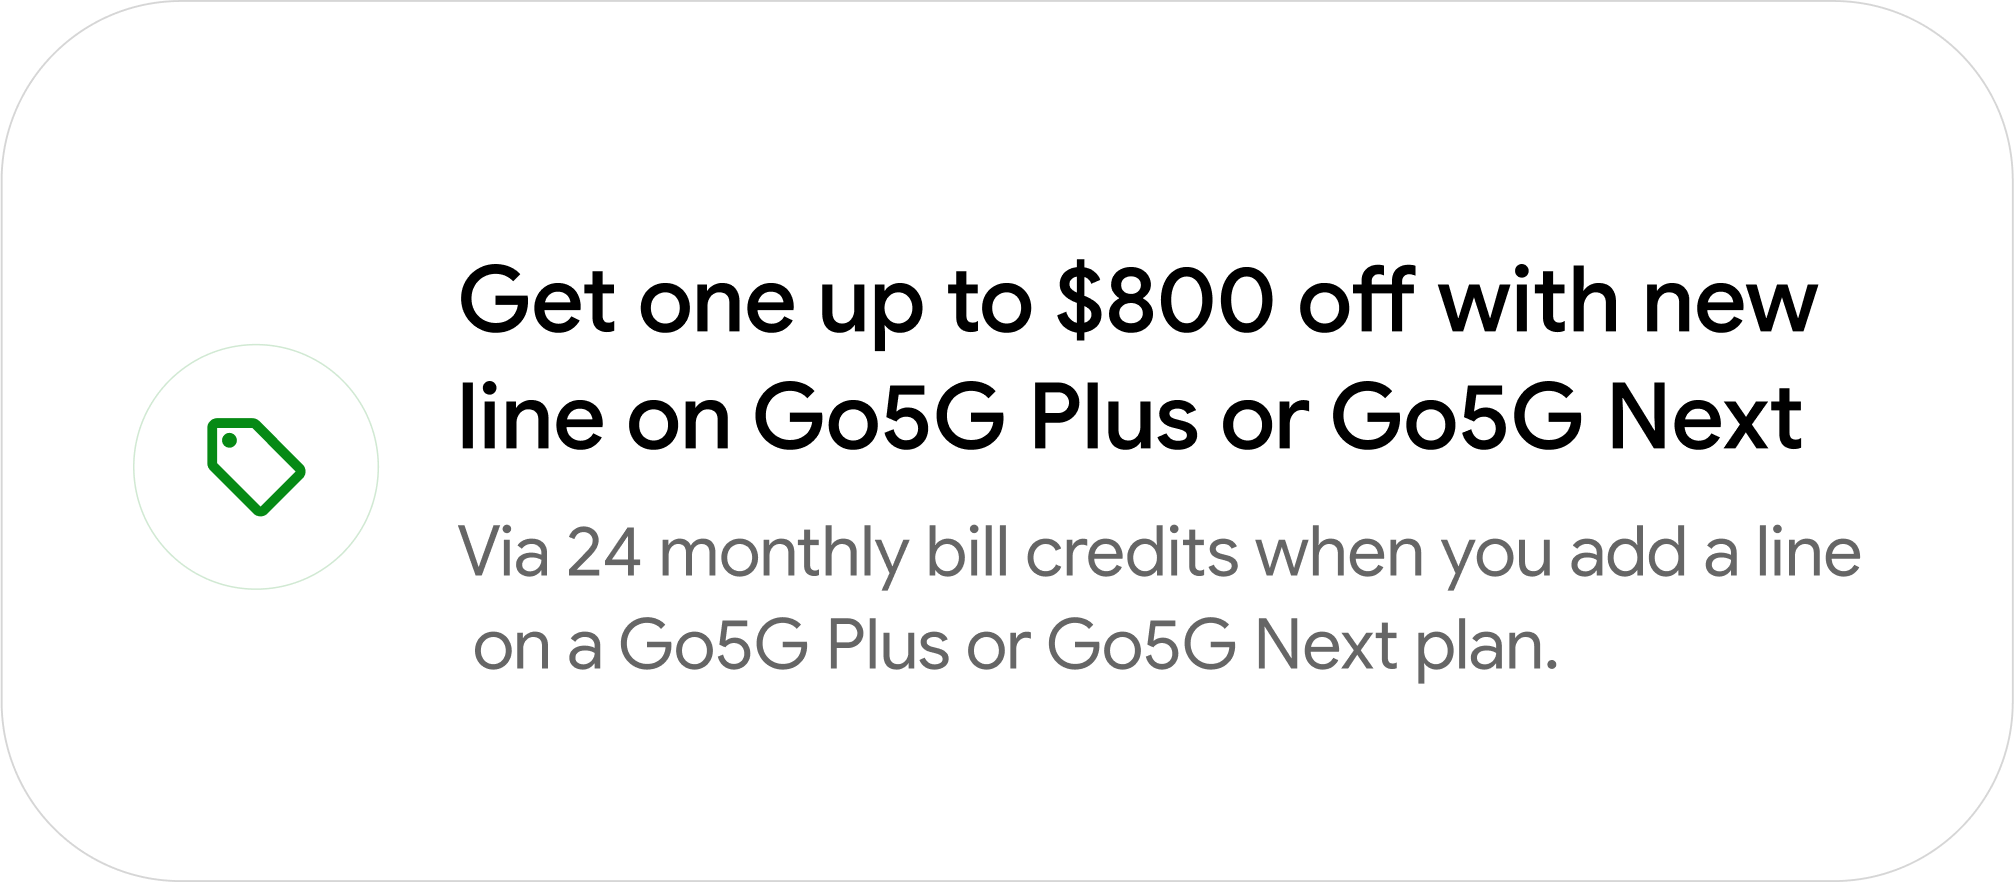 Get one up to $800 off with new
line on Go5G Plus or Go5G Next
Via 24 monthly bill credits when you add a line
on a Go5G Plus or Go5G Next plan.